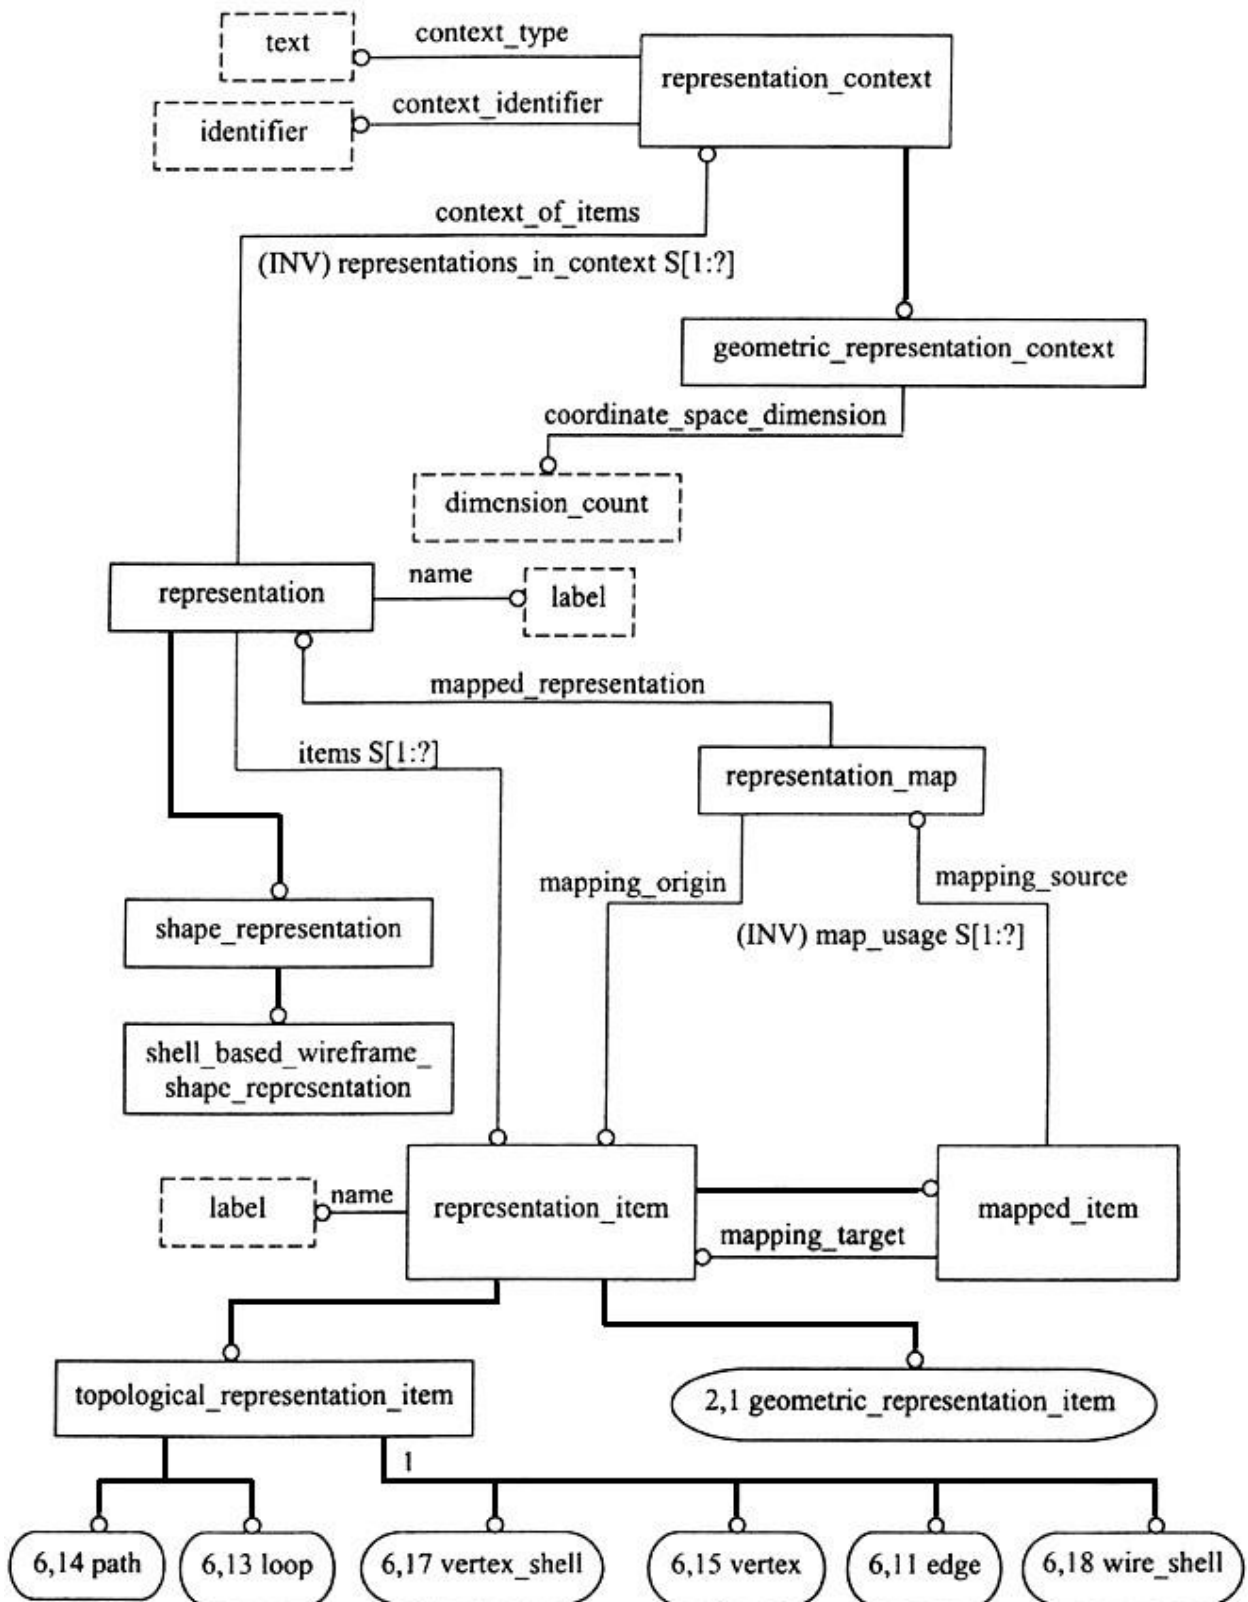 context_type
text
representation_context
context_identifier
identifier
context_of_items
(INV) representations_in_context S[1:?]
geometric_representation_context
coordinate_space_dimension
dimension_count
name
representation
label
mapped_representation
items S[1:?]
representation_map
mapping_origin
mapping_source
shape_representation
(INV) map_usage S[1:?]
shell_based_wireframe_
shape_representation
label
name
representation_item
mapped_item
mapping_target
topological_representation_item
2,1 geometric_representation_item
1
6,14 path
6,13 loop
6,17 vertex_shell
6,15 vertex
6,11 edge
6,18 wire_shell